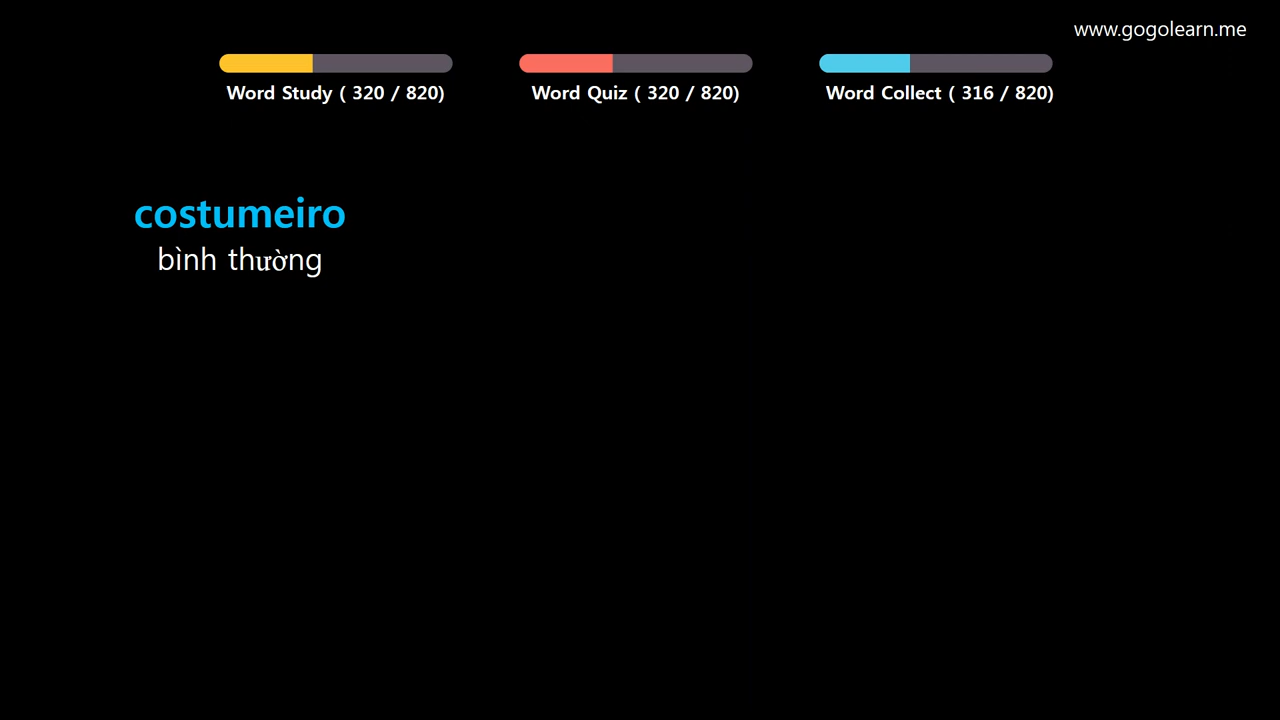 www.gogolearn.me
Word Study ( 320 / 820)
Word Quiz ( 320 / 820)
Word Collect ( 316 / 820)
costumeiro
bình thường